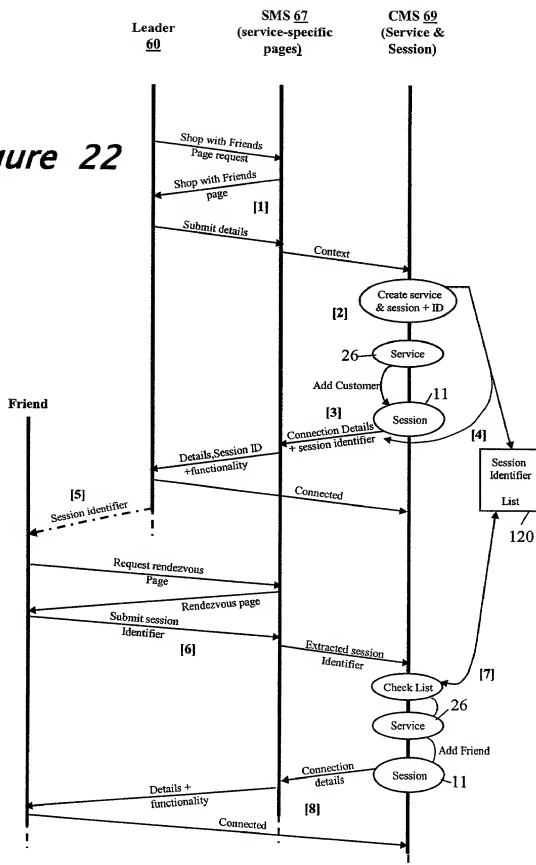 SMS 67
(service-specific
pages)
CMS 69
(Service &
Session)
Leader
60
gure 22
Shop with Friends
Page request
Shop with Friends
page
[1]
Submit details
Context
Create service
& session + ID
[2]
26
Service
Add Customer
11
Friend
[3]
Session
Connection Details
+ session identifier
[4]
Details,Session ID
+functionality
Session
Identifier
List
Connected
[5]
Session identifier
120
Request rendezvous
Page
Rendezvous page
Submit session
Identifier
[6]
Extracted session
Identifier
[7]
Check List
26
Service
Add Friend
Connection
details
Session
11
Details +
functionality
[8]
Connected